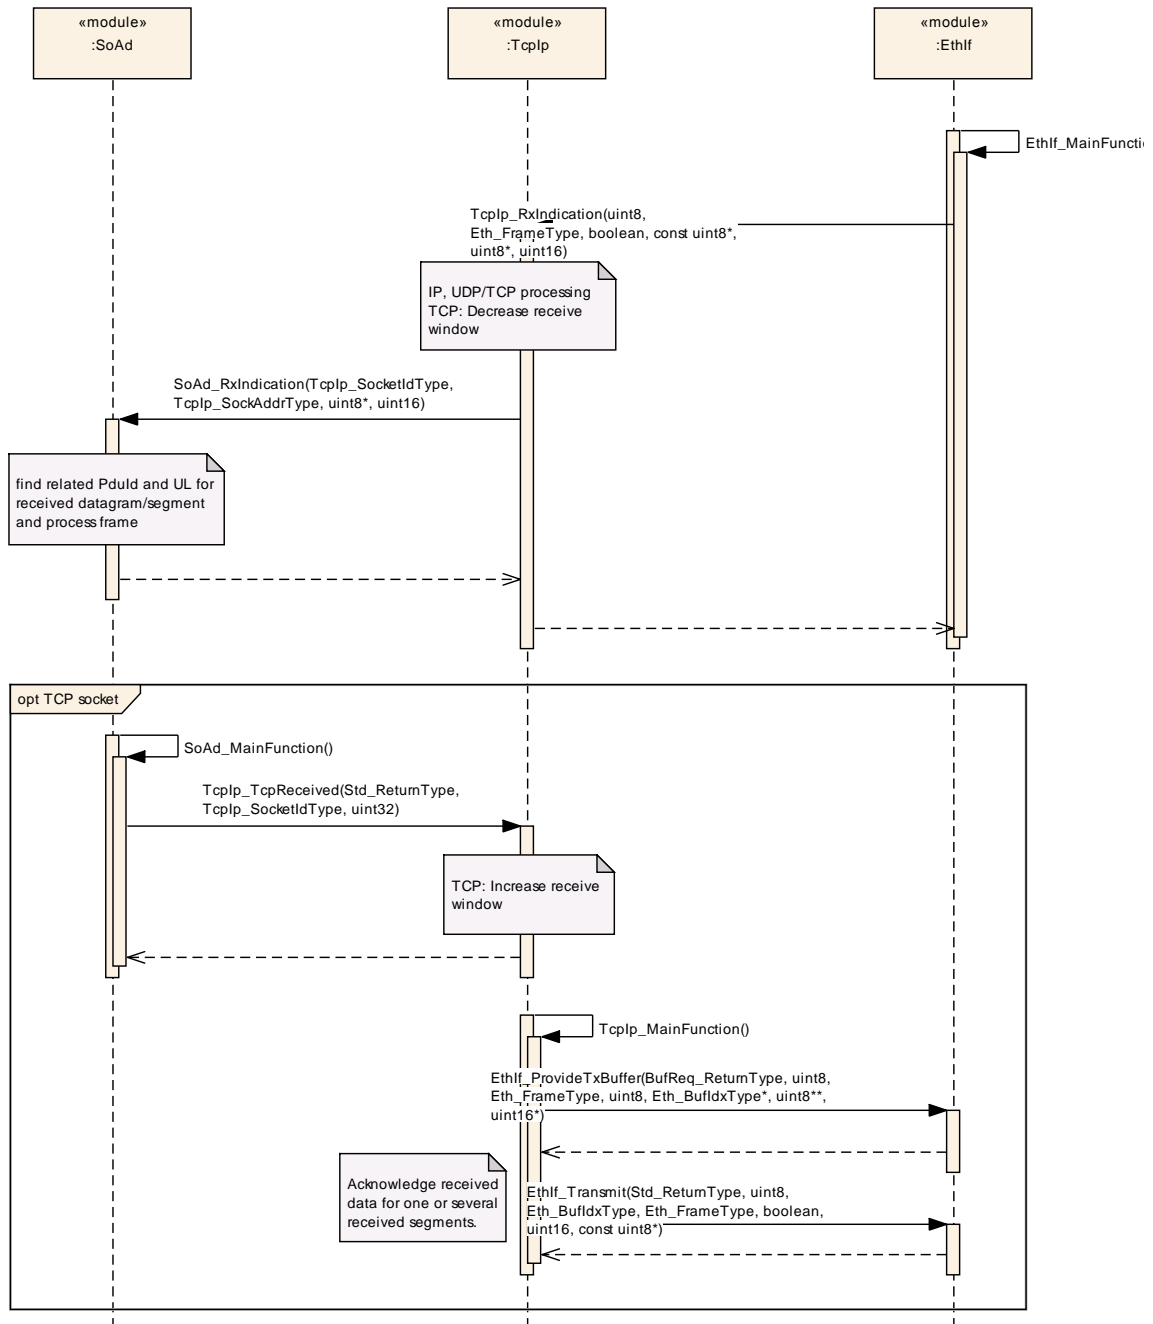 «module»
:SoAd
«module»
:TcpIp
«module»
:EthIf
EthIf_MainFuncti
TcpIp_RxIndication(uint8,
Eth_FrameType, boolean, const uint8*,
uint8*, uint16)
IP, UDP/TCP processing
TCP: Decrease receive
window
SoAd_RxIndication(TcpIp_SocketIdType,
TcpIp_SockAddrType, uint8*, uint16)
find related PduId and UL for
received datagram/segment
and process frame
opt TCP socket
SoAd_MainFunction()
TcpIp_TcpReceived(Std_ReturnType,
TcpIp_SocketIdType, uint32)
TCP: Increase receive
window
TcpIp_MainFunction()
EthIf_ProvideTxBuffer(BufReq_ReturnType, uint8,
Eth_FrameType, uint8, Eth_BufIdxType*, uint8**,
uint16*)
Acknowledge received
data for one or several
received segments.
EthIf_Transmit(Std_ReturnType, uint8,
Eth_BufIdxType, Eth_FrameType, boolean,
uint16, const uint8*)